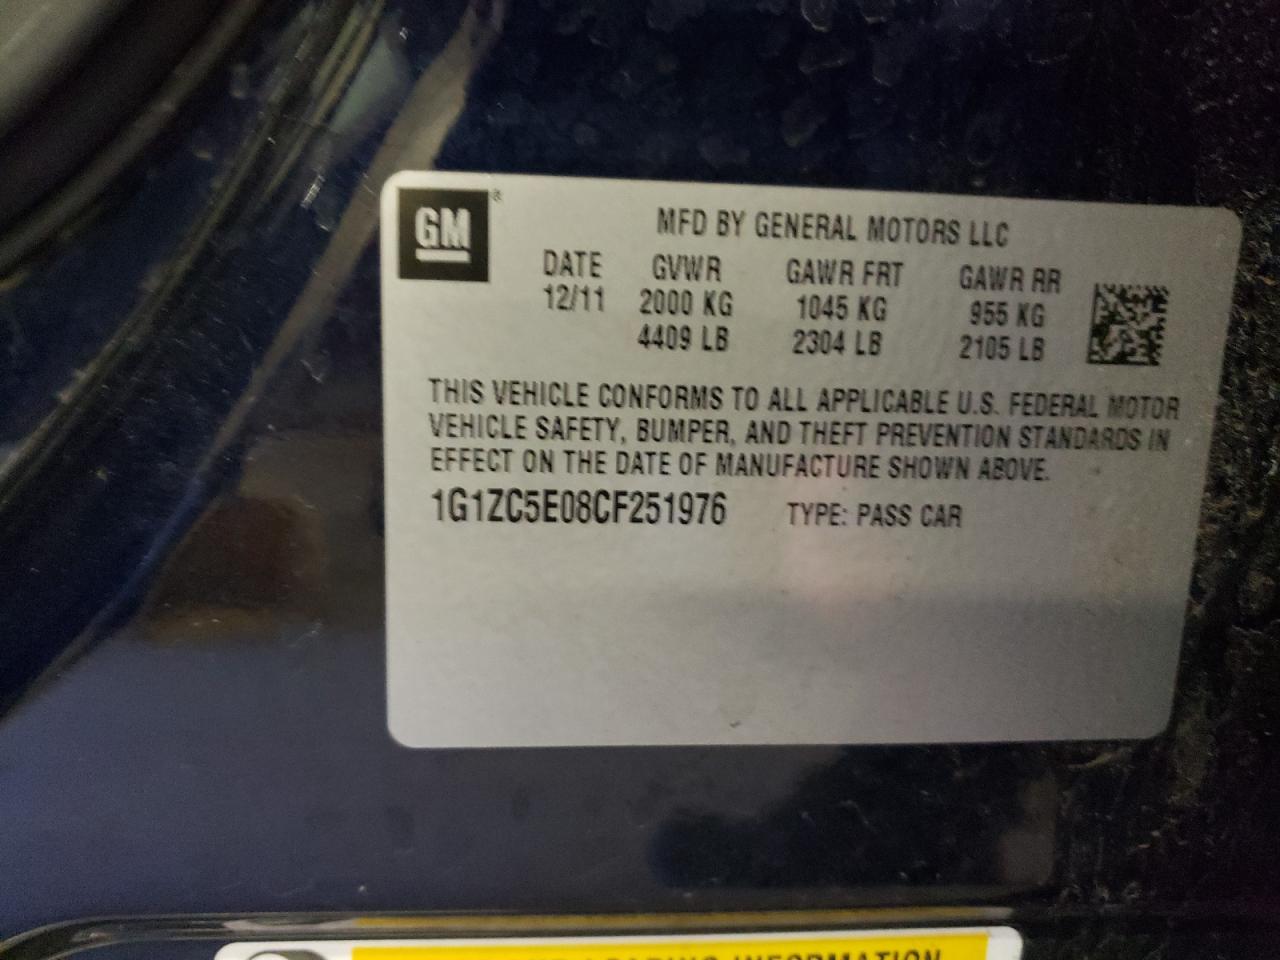 GM®
MFD BY GENERAL MOTORS LLC
DATE GVWR GAWR FRT GAWR RR
12/11 2000 KG 1045 KG 955 KG
4409 LB 2304 LB 2105 LB
THIS VEHICLE CONFORMS TO ALL APPLICABLE U.S. FEDERAL MOTOR
VEHICLE SAFETY, BUMPER, AND THEFT PREVENTION STANDARDS IN
EFFECT ON THE DATE OF MANUFACTURE SHOWN ABOVE.
1G1ZC5E08CF251976 TYPE: PASS CAR
LOADING INFORMATION